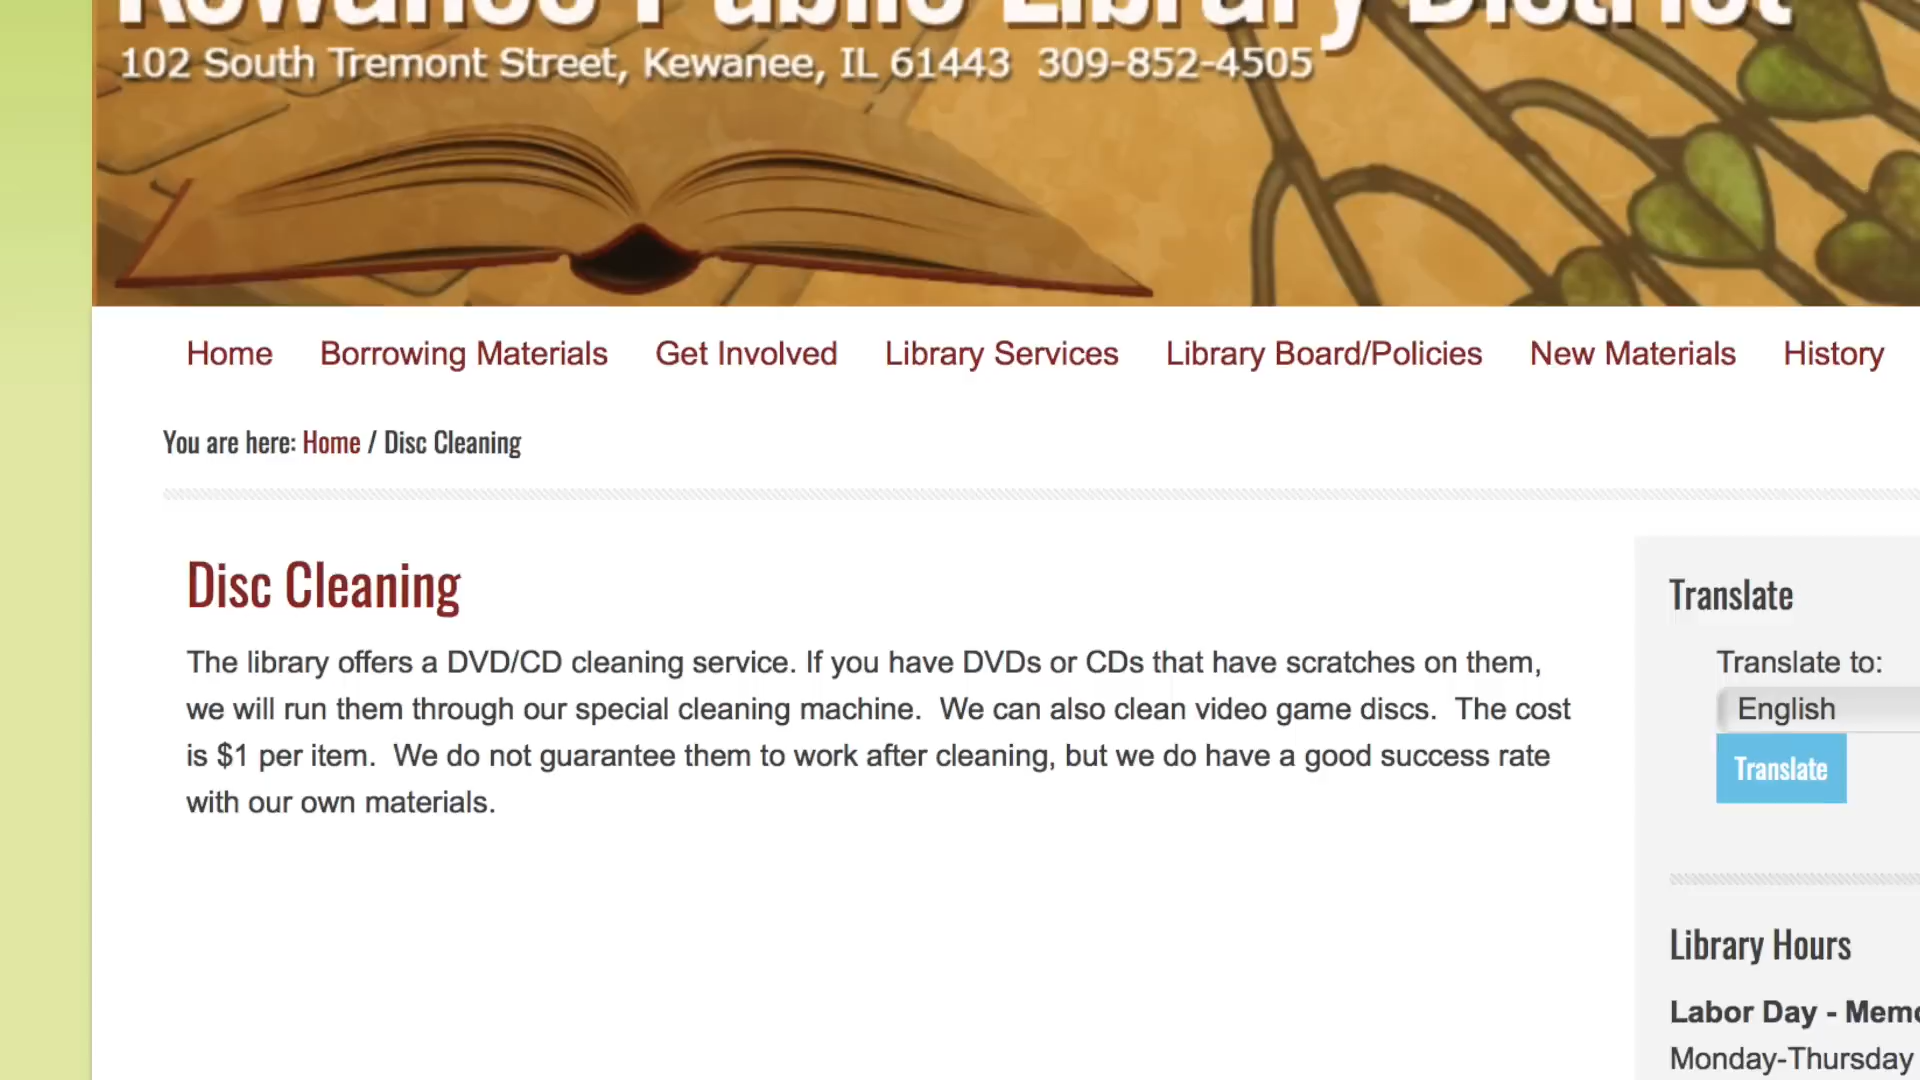 Kewanee Public Library District
102 South Tremont Street, Kewanee, IL 61443 309-852-4505
Home Borrowing Materials Get Involved Library Services Library Board/Policies New Materials History
You are here: Home / Disc Cleaning
Disc Cleaning
The library offers a DVD/CD cleaning service. If you have DVDs or CDs that have scratches on them,
we will run them through our special cleaning machine. We can also clean video game discs. The cost
is $1 per item. We do not guarantee them to work after cleaning, but we do have a good success rate
with our own materials.
Translate
Translate to:
English
Translate
Library Hours
Labor Day -
Monday-Thursday